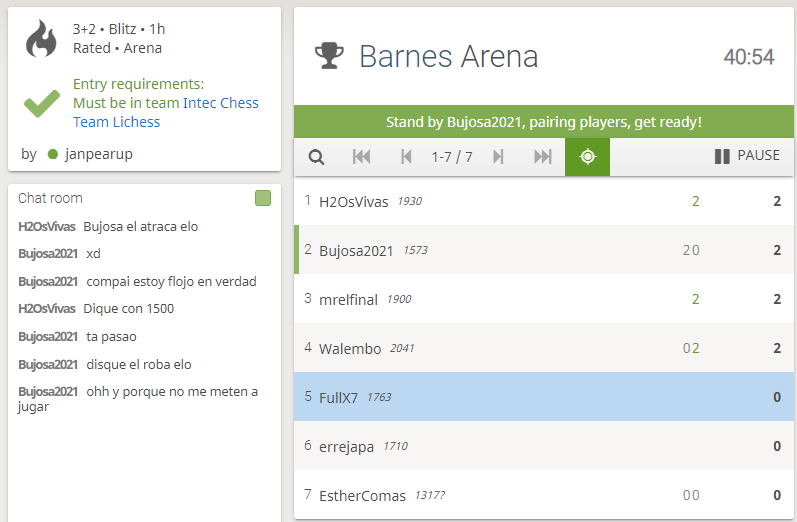 3+2 • Blitz • 1h
Rated • Arena
Entry requirements:
Must be in team Intec Chess
Team Lichess
by janpearup
Chat room
H2OsVivas Bujosa el atraca elo
Bujosa2021 xd
Bujosa2021 compai estoy flojo en verdad
H2OsVivas Dique con 1500
Bujosa2021 ta pasao
Bujosa2021 disque el roba elo
Bujosa2021 ohh y porque no me meten a
jugar
Barnes Arena
40:54
Stand by Bujosa2021, pairing players, get ready!
1-7 / 7 PAUSE
1 H2OsVivas 1930 2 2
2 Bujosa2021 1573 20 2
3 mrelfinal 1900 2 2
4 Walembo 2041 02 2
5 FullX7 1763 0
6 errejapa 1710 0
7 EstherComas 1317? 00 0